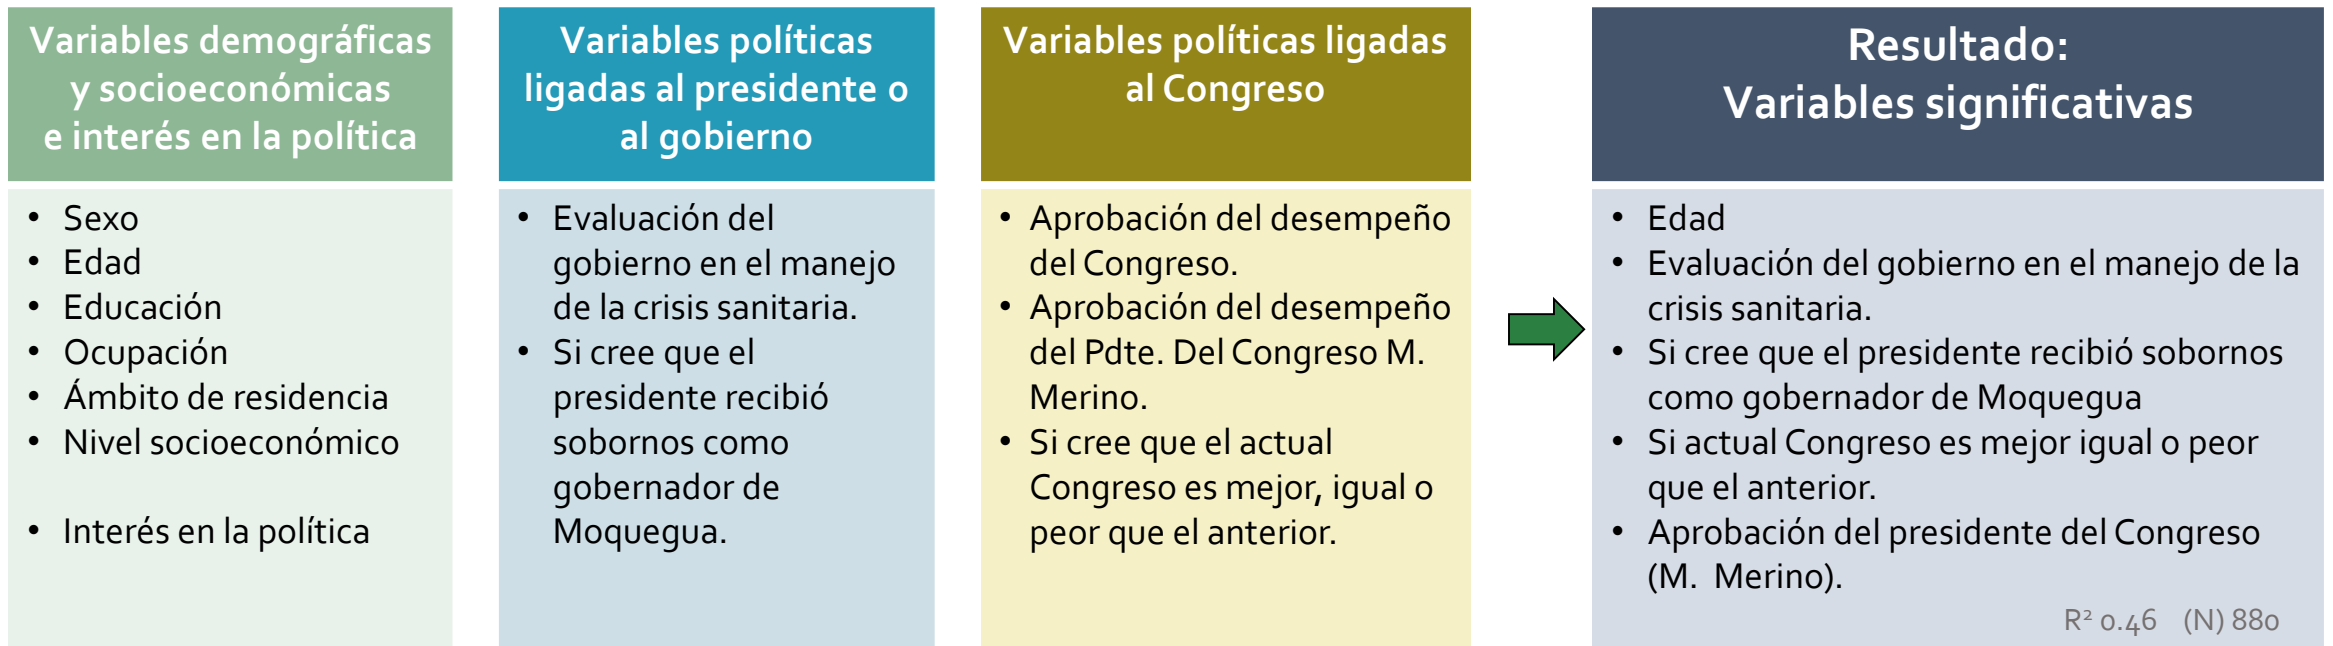 Variables demográficas
y socioeconómicas
e interés en la política
• Sexo
• Edad
• Educación
• Ocupación
• Ámbito de residencia
• Nivel socioeconómico
• Interés en la política
Variables políticas
ligadas al presidente o
al gobierno
• Evaluación del
gobierno en el manejo
de la crisis sanitaria.
• Si cree que el
presidente recibió
sobornos como
gobernador de
Moquegua.
Variables políticas ligadas
al Congreso
• Aprobación del desempeño
del Congreso.
• Aprobación del desempeño
del Pdte. Del Congreso M.
Merino.
• Si cree que el actual
Congreso es mejor, igual o
peor que el anterior.
Resultado:
Variables significativas
• Edad
• Evaluación del gobierno en el manejo de la
crisis sanitaria.
• Si cree que el presidente recibió sobornos
como gobernador de Moquegua
• Si actual Congreso es mejor igual o peor
que el anterior.
• Aprobación del presidente del Congreso
(M. Merino).
R² 0.46 (N) 880